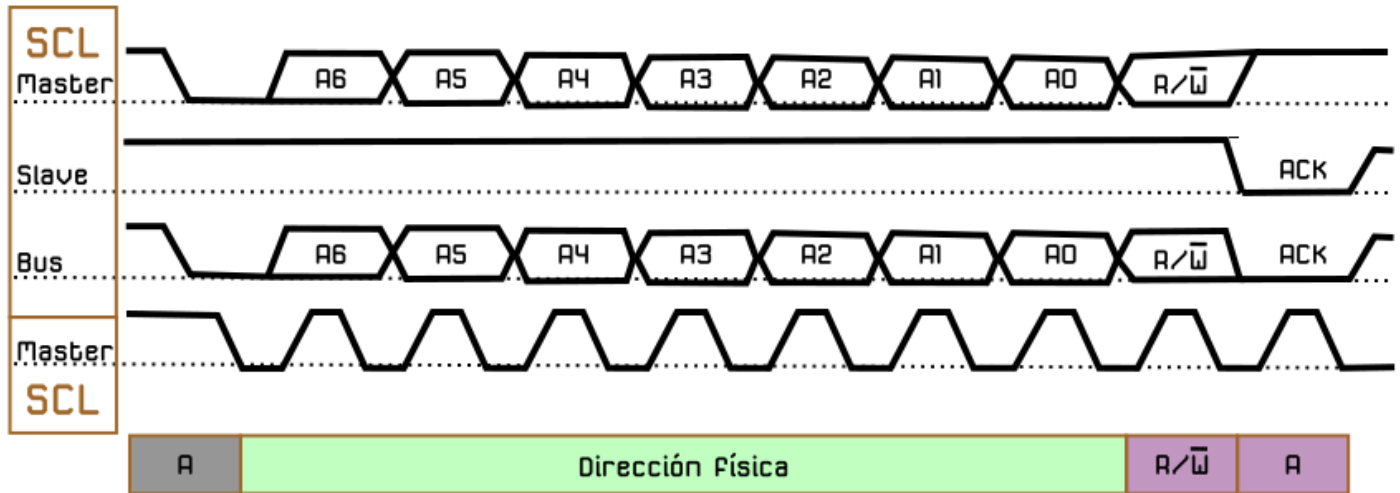 SCL
Master A6 A5 A4 A3 A2 A1 A0 R/W̅
Slave ACK
Bus A6 A5 A4 A3 A2 A1 A0 R/W̅ ACK
Master
SCL
A Dirección física R/W̅ A